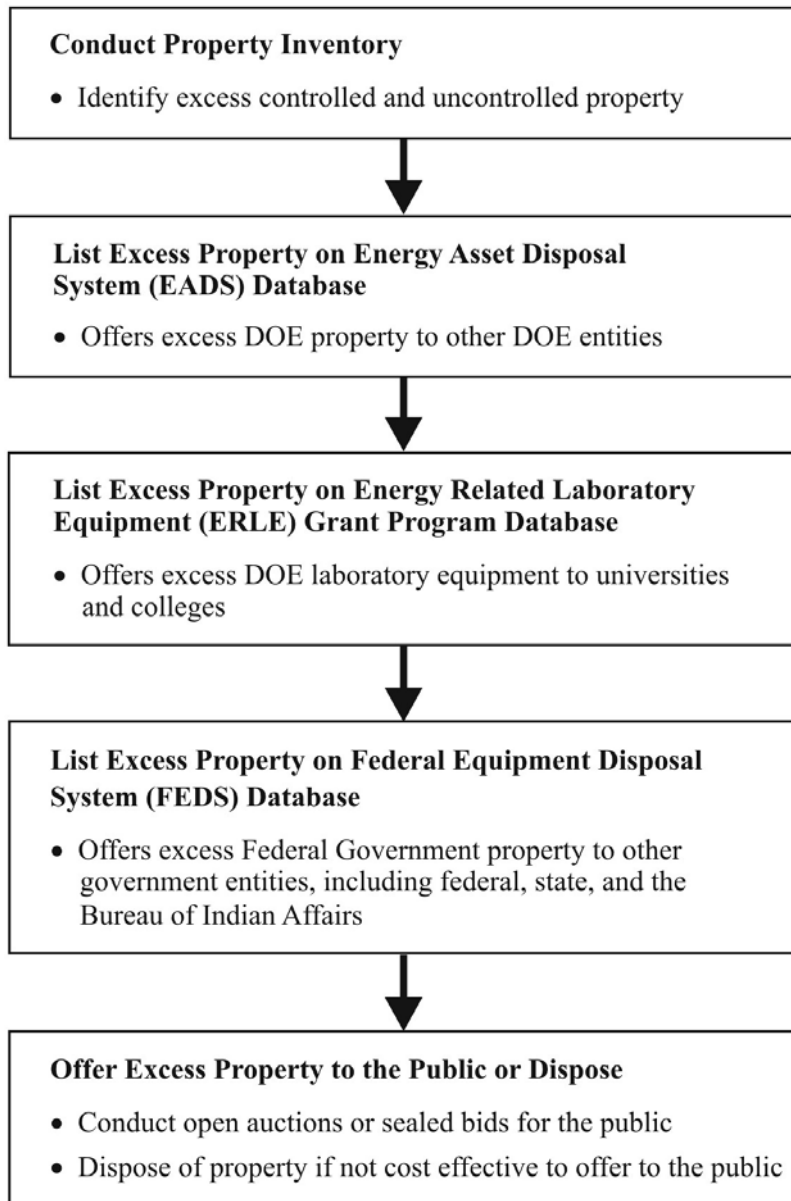 Conduct Property Inventory
• Identify excess controlled and uncontrolled property
List Excess Property on Energy Asset Disposal
System (EADS) Database
• Offers excess DOE property to other DOE entities
List Excess Property on Energy Related Laboratory
Equipment (ERLE) Grant Program Database
• Offers excess DOE laboratory equipment to universities
and colleges
List Excess Property on Federal Equipment Disposal
System (FEDS) Database
• Offers excess Federal Government property to other
government entities, including federal, state, and the
Bureau of Indian Affairs
Offer Excess Property to the Public or Dispose
• Conduct open auctions or sealed bids for the public
• Dispose of property if not cost effective to offer to the public